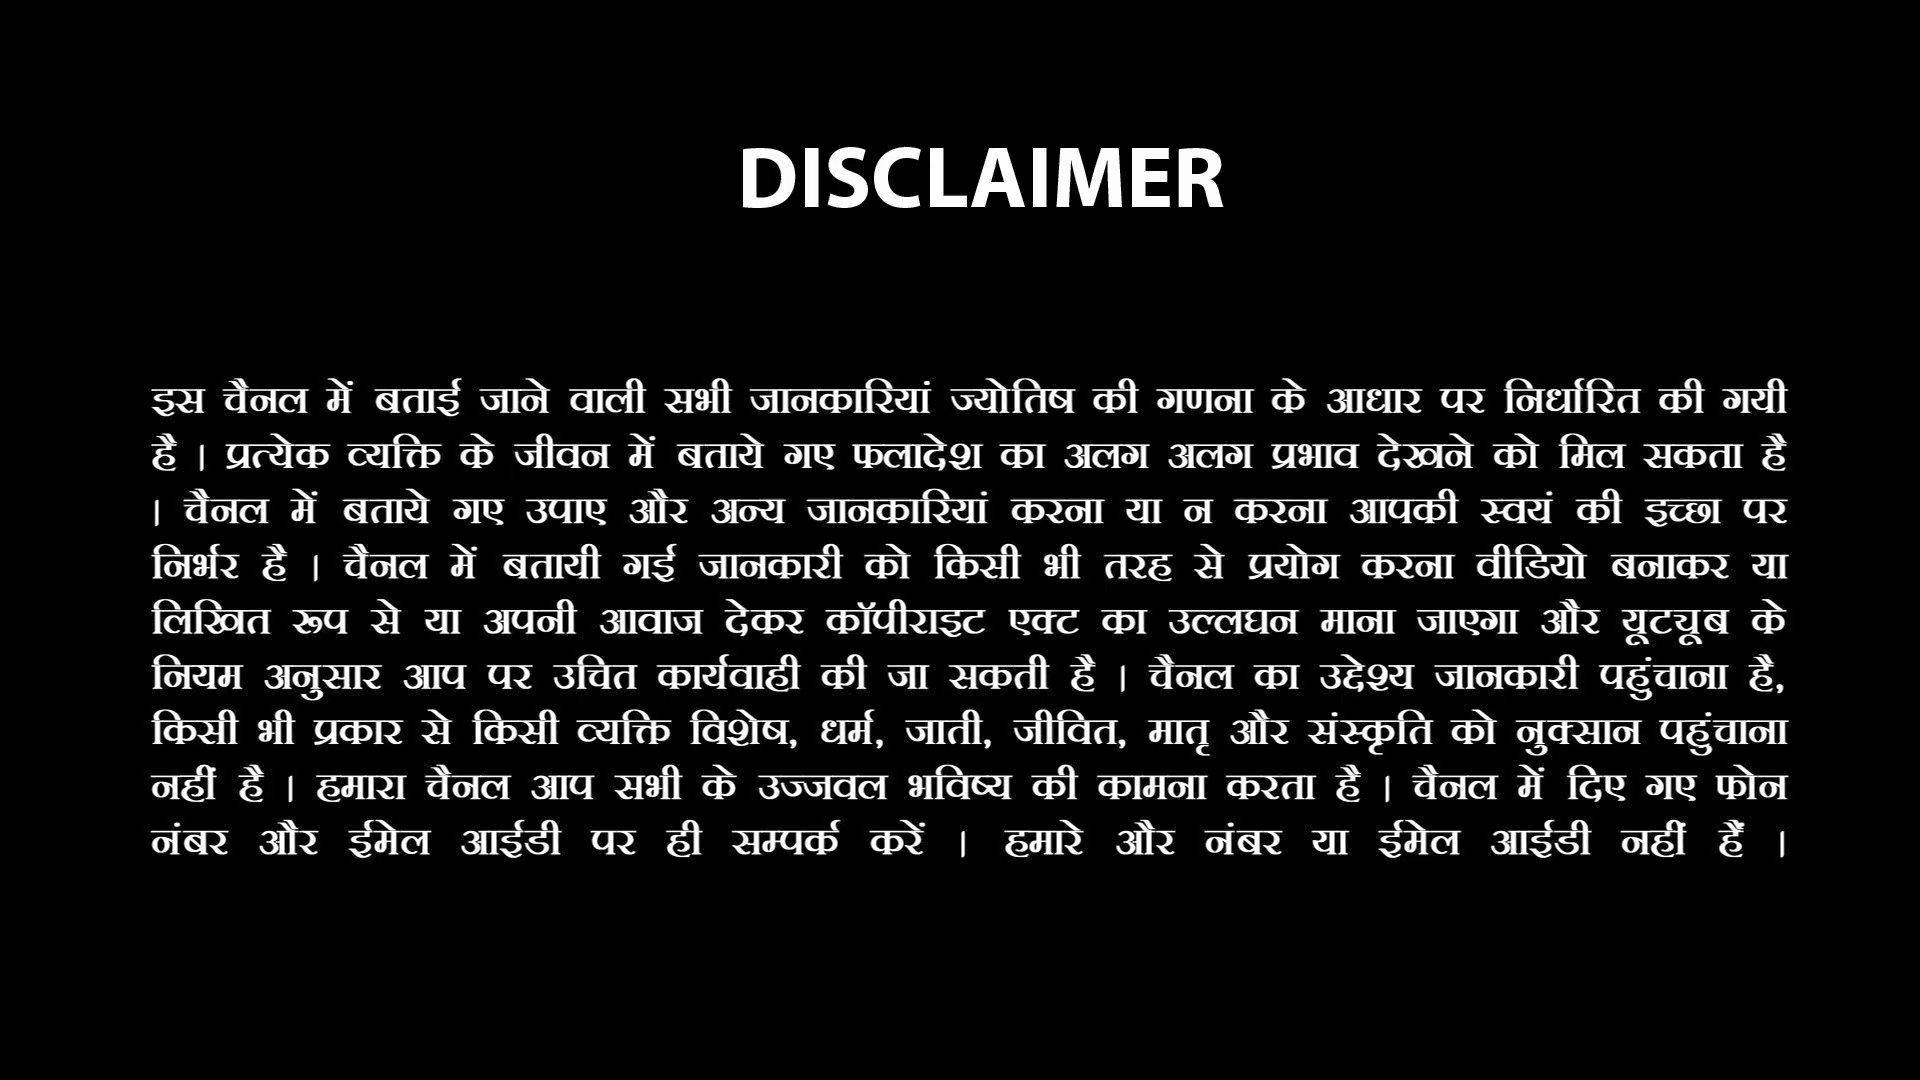 DISCLAIMER
इस चैनल में बताई जाने वाली सभी जानकारियां ज्योतिष की गणना के आधार पर निर्धारित की गयी
है । प्रत्येक व्यक्ति के जीवन में बताये गए फलादेश का अलग अलग प्रभाव देखने को मिल सकता है
। चैनल में बताये गए उपाए और अन्य जानकारियां करना या न करना आपकी स्वयं की इच्छा पर
निर्भर है । चैनल में बतायी गई जानकारी को किसी भी तरह से प्रयोग करना वीडियो बनाकर या
लिखित रूप से या अपनी आवाज देकर कॉपीराइट एक्ट का उल्लघन माना जाएगा और यूटच्यूब के
नियम अनुसार आप पर उचित कार्यवाही की जा सकती है । चैनल का उद्देश्य जानकारी पहुंचाना है,
किसी भी प्रकार से किसी व्यक्ति विशेष, धर्म, जाती, जीवित, मातृ और संस्कृति को नुक्सान पहुंचाना
नहीं है । हमारा चैनल आप सभी के उज्जवल भविष्य की कामना करता है । चैनल में दिए गए फोन
नंबर और ईमेल आईडी पर ही सम्पर्क करें । हमारे और नंबर या ईमेल आईडी नहीं हैं ।